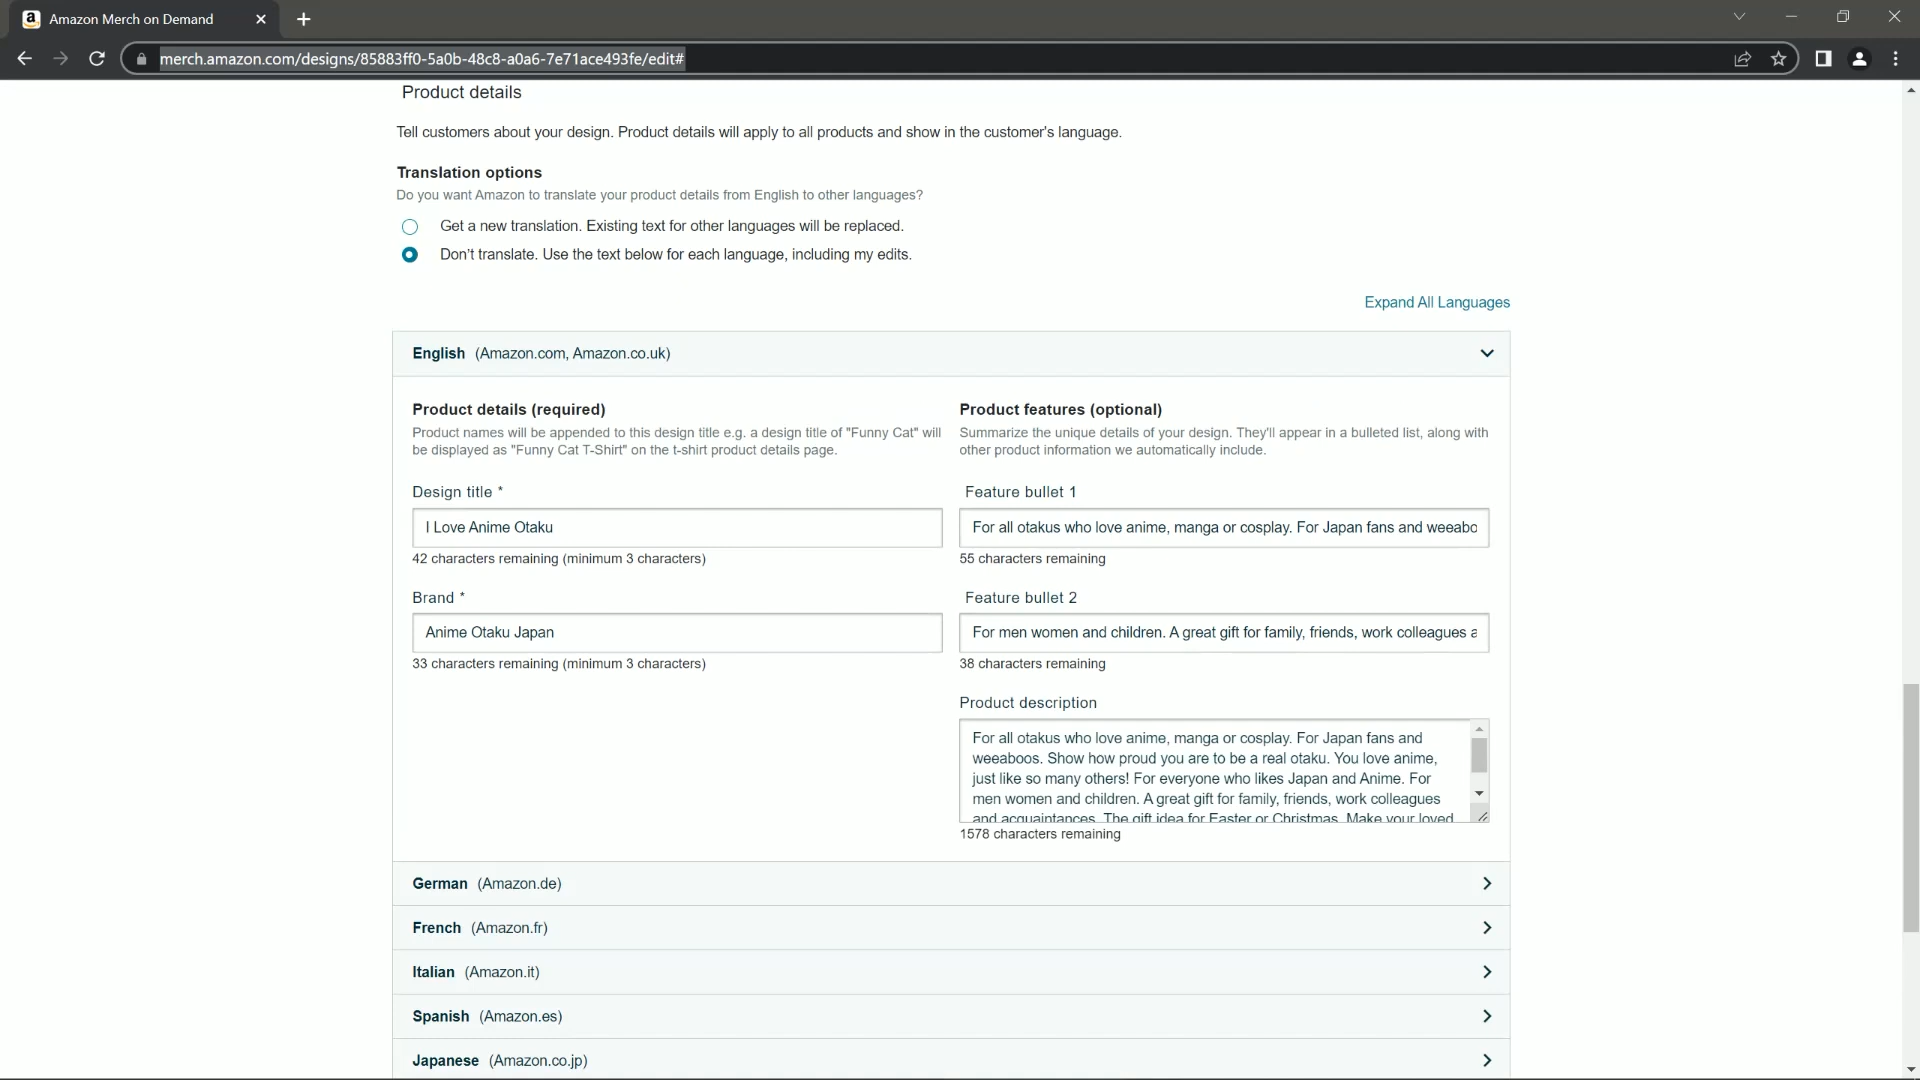 Amazon Merch on Demand
merch.amazon.com/designs/85883ff0-5a0b-48c8-a0a6-7e71ace493fe/edit#
Product details
Tell customers about your design. Product details will apply to all products and show in the customer's language.
Translation options
Do you want Amazon to translate your product details from English to other languages?
Get a new translation. Existing text for other languages will be replaced.
Don't translate. Use the text below for each language, including my edits.
Expand All Languages
English (Amazon.com, Amazon.co.uk)
Product details (required)
Product names will be appended to this design title e.g. a design title of "Funny Cat" will
be displayed as "Funny Cat T-Shirt" on the t-shirt product details page.
Design title *
I Love Anime Otaku
42 characters remaining (minimum 3 characters)
Brand *
Anime Otaku Japan
33 characters remaining (minimum 3 characters)
Product features (optional)
Summarize the unique details of your design. They'll appear in a bulleted list, along with
other product information we automatically include.
Feature bullet 1
For all otakus who love anime, manga or cosplay. For Japan fans and weeabo
55 characters remaining
Feature bullet 2
For men women and children. A great gift for family, friends, work colleagues a
38 characters remaining
Product description
For all otakus who love anime, manga or cosplay. For Japan fans and
weeaboos. Show how proud you are to be a real otaku. You love anime,
just like so many others! For everyone who likes Japan and Anime. For
men women and children. A great gift for family, friends, work colleagues
and acquaintances. The gift idea for Easter or Christmas. Make your loved
1578 characters remaining
German (Amazon.de)
French (Amazon.fr)
Italian (Amazon.it)
Spanish (Amazon.es)
Japanese (Amazon.co.jp)